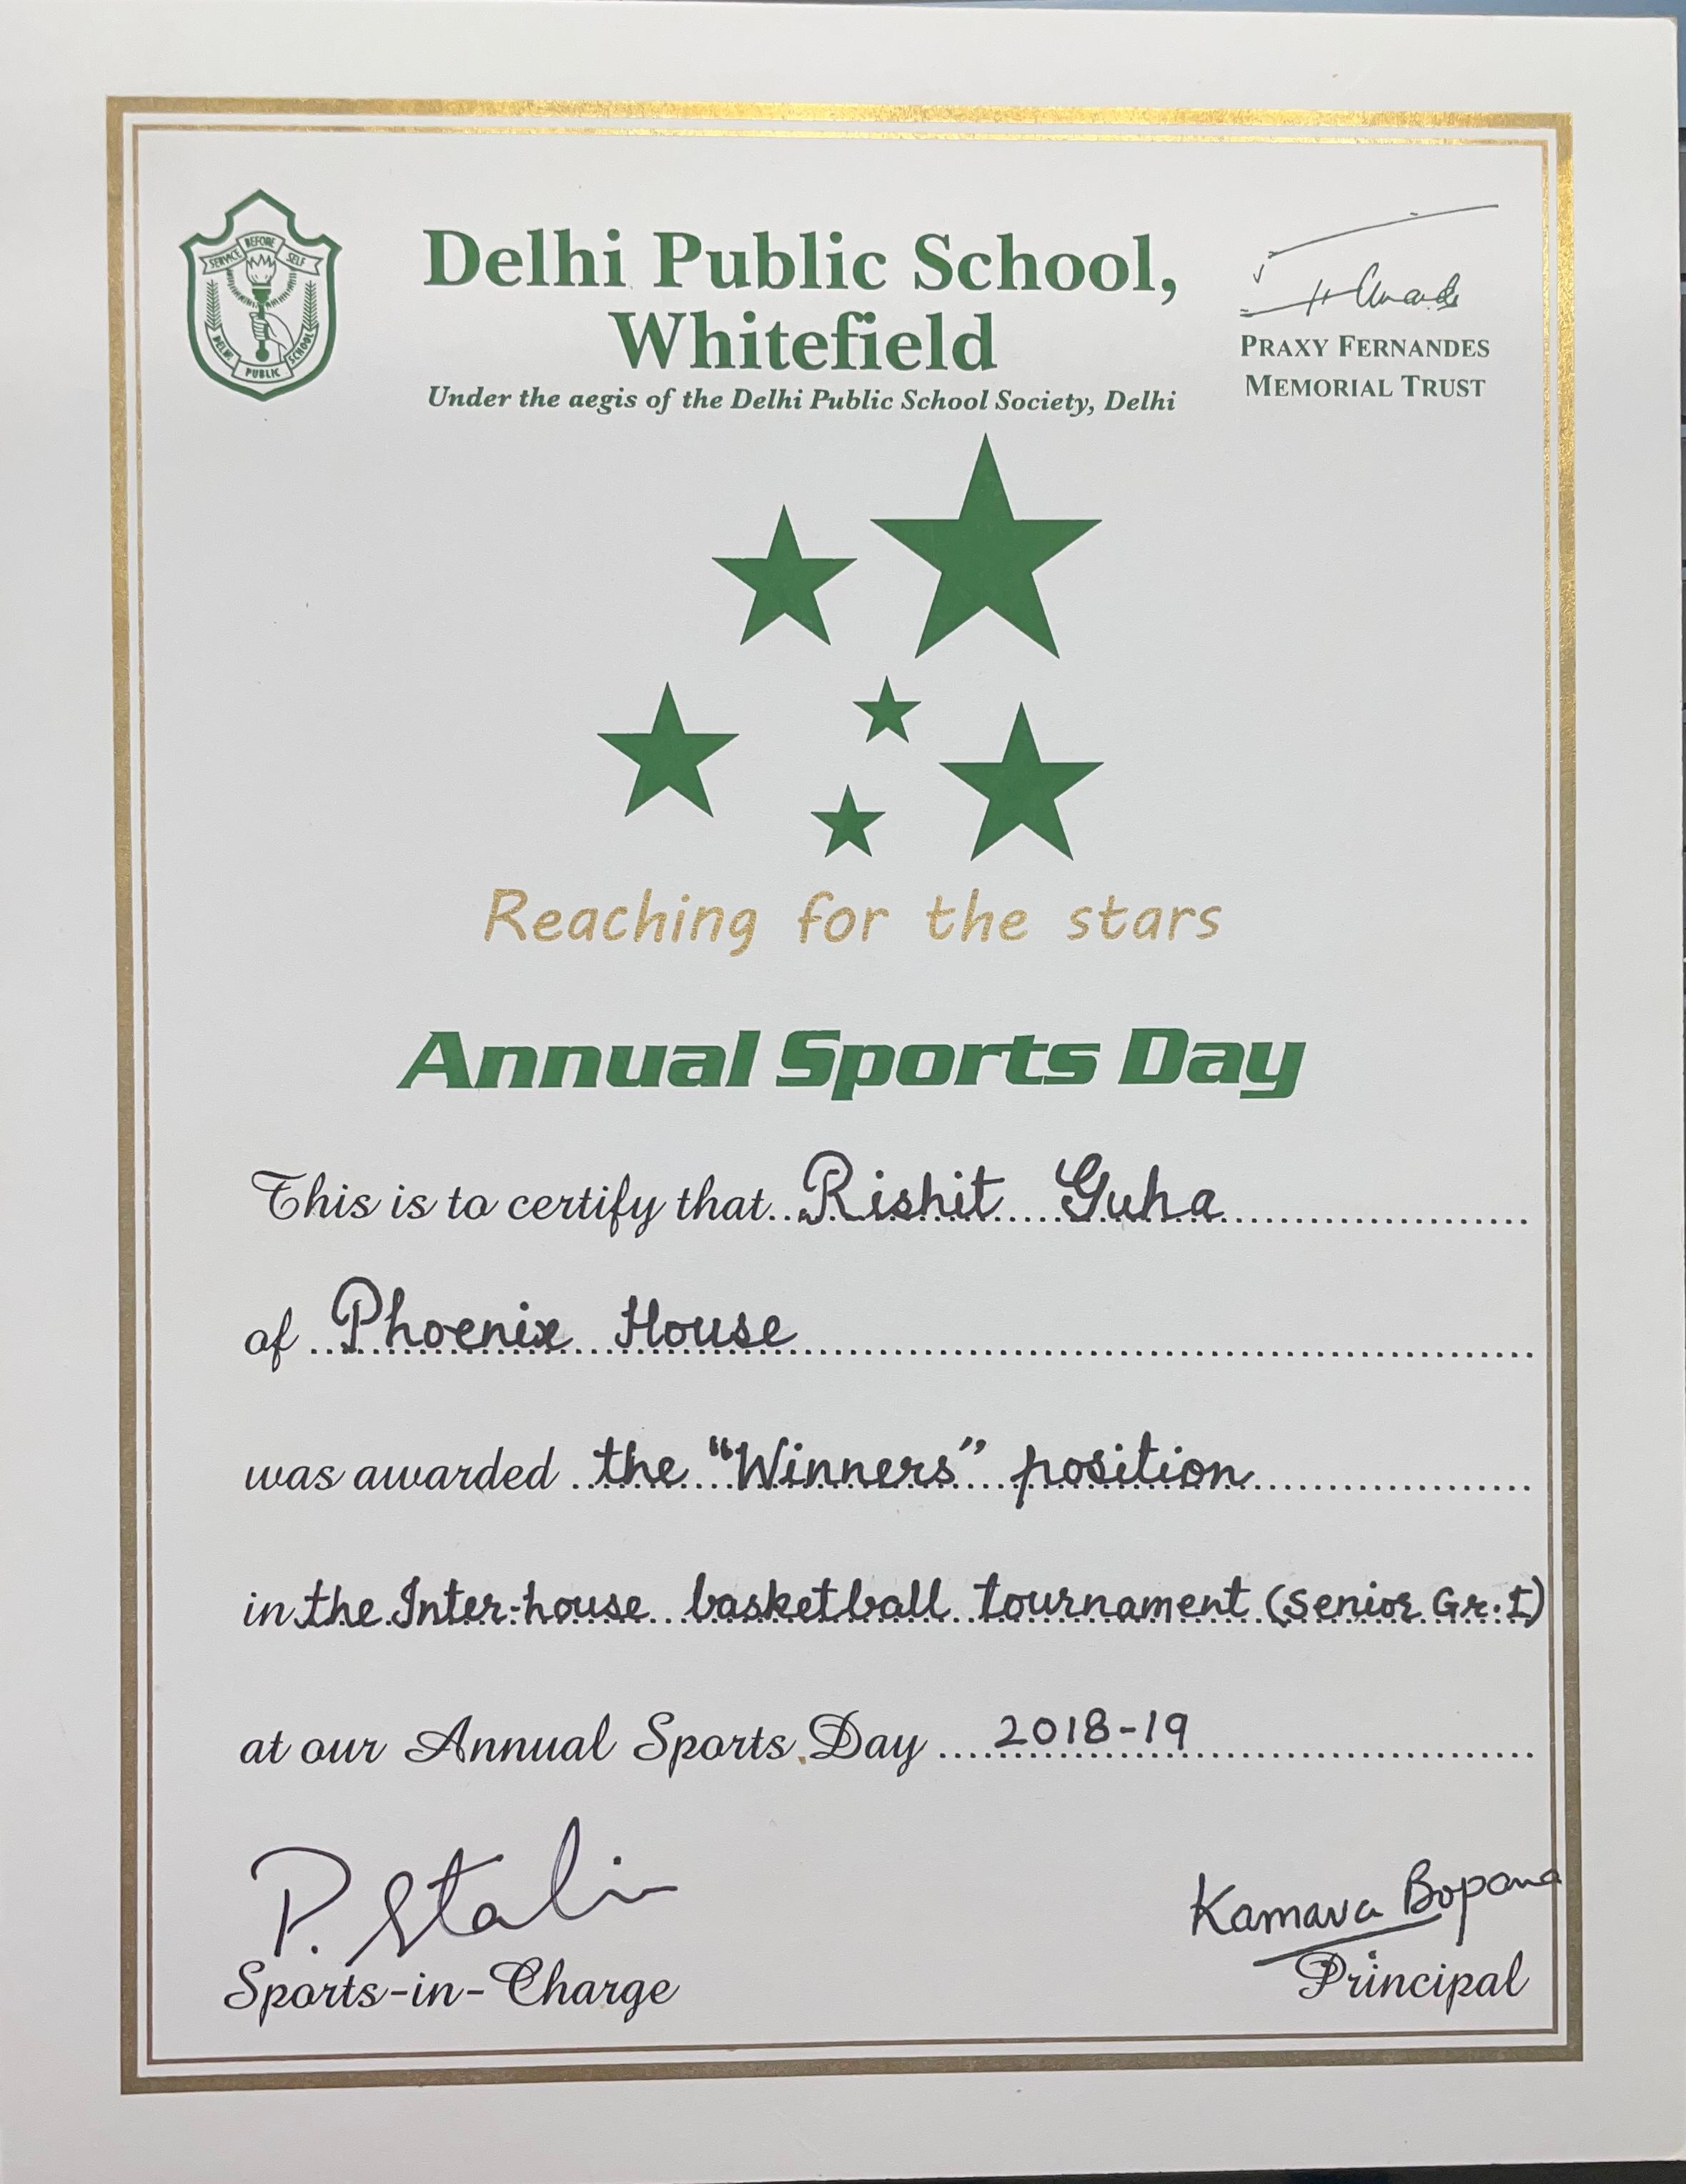 SERVICE BEFORE SELF
DELHI PUBLIC SCHOOL
Delhi Public School,
Whitefield
Under the aegis of the Delhi Public School Society, Delhi
PRAXY FERNANDES
MEMORIAL TRUST
Reaching for the stars
Annual Sports Day
This is to certify that Rishit Guha
of Phoenix House
was awarded the “Winners” position
in the Inter-house basketball tournament (Senior Gr. I)
at our Annual Sports Day 2018-19
P. Stalin
Kamava Bopana
Sports-in-Charge
Principal